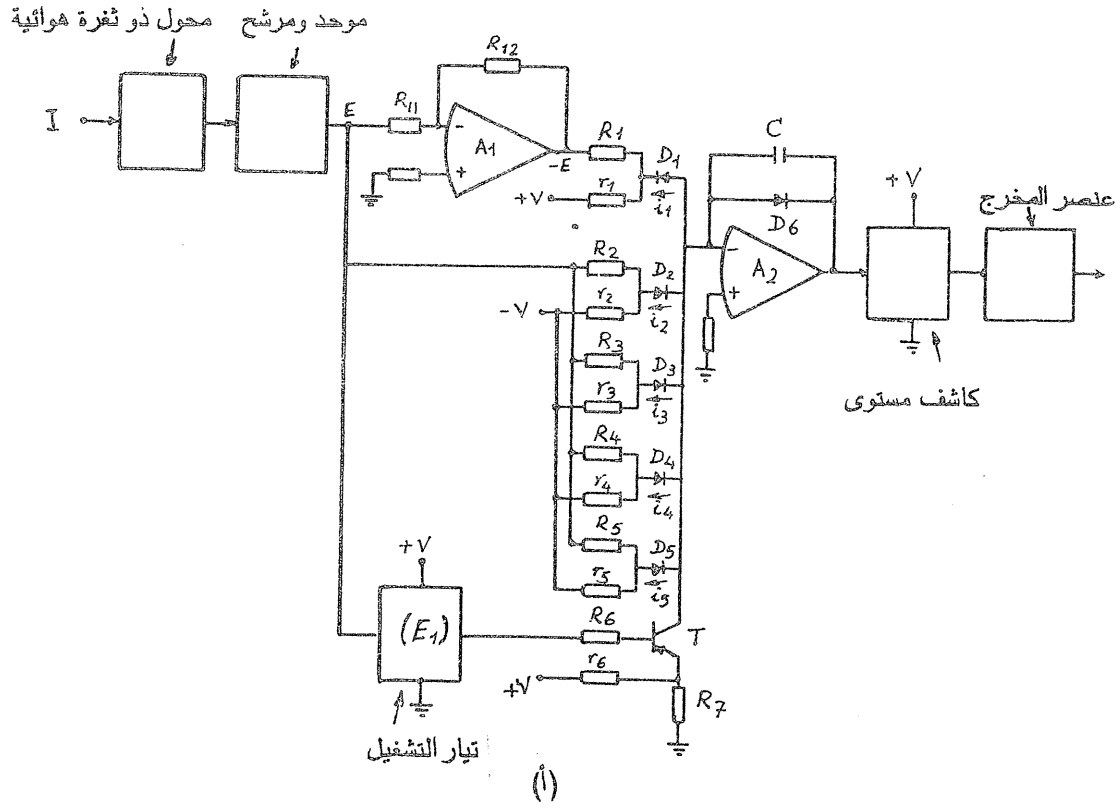 محول ذو ثغرة هوائية
موحد ومرشح
R12
I
E
R11
-
A1
+
-E
R1
D1
+V
r1
i1
C
D6
-
A2
+
+V
عنصر المخرج
كاشف مستوى
R2
D2
-V
r2
i2
R3
D3
r3
i3
R4
D4
r4
i4
R5
D5
r5
i5
+V
(E1)
R6
T
+V
r6
R7
تيار التشغيل
(أ)